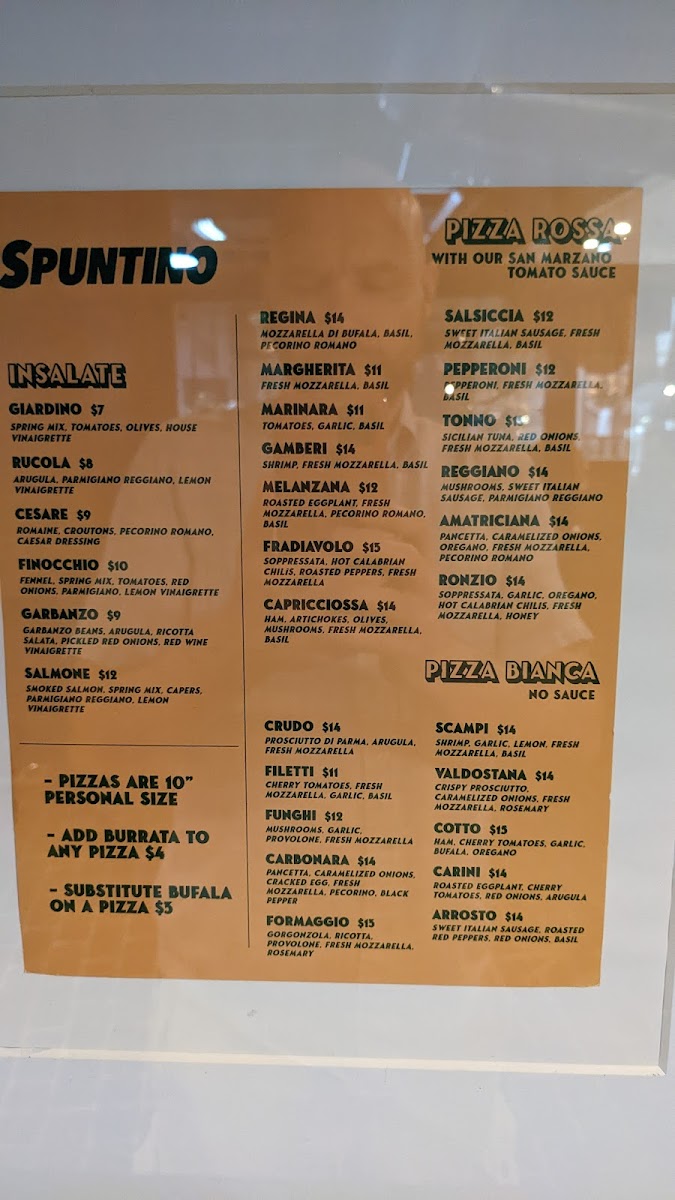 SPUNTINO
INSALATE
GIARDINO $7
SPRING MIX, TOMATOES, OLIVES, HOUSE
VINAIGRETTE
RUCOLA $8
ARUGULA, PARMIGIANO REGGIANO, LEMON
VINAIGRETTE
CESARE $9
ROMAINE, CROUTONS, PECORINO ROMANO,
CAESAR DRESSING
FINOCCHIO $10
FENNEL, SPRING MIX, TOMATOES, RED
ONIONS, PARMIGIANO, LEMON VINAIGRETTE
GARBANZO $9
GARBANZO BEANS, ARUGULA, RICOTTA
SALATA, PICKLED RED ONIONS, RED WINE
VINAIGRETTE
SALMONE $12
SMOKED SALMON, SPRING MIX, CAPERS,
PARMIGIANO REGGIANO, LEMON
VINAIGRETTE
- PIZZAS ARE 10"
PERSONAL SIZE
- ADD BURRATA TO
ANY PIZZA $4
- SUBSTITUTE BUFALA
ON A PIZZA $3
PIZZA ROSSA
WITH OUR SAN MARZANO
TOMATO SAUCE
REGINA $14
MOZZARELLA DI BUFALA, BASIL,
PECORINO ROMANO
MARGHERITA $11
FRESH MOZZARELLA, BASIL
MARINARA $11
TOMATOES, GARLIC, BASIL
GAMBERI $14
SHRIMP, FRESH MOZZARELLA, BASIL
MELANZANA $12
ROASTED EGGPLANT, FRESH
MOZZARELLA, PECORINO ROMANO,
BASIL
FRADIAVOLO $15
SOPPRESSATA, HOT CALABRIAN
CHILIS, ROASTED PEPPERS, FRESH
MOZZARELLA
CAPRICCIOSSA $14
HAM, ARTICHOKES, OLIVES,
MUSHROOMS, FRESH MOZZARELLA,
BASIL
SALSICCIA $12
SWEET ITALIAN SAUSAGE, FRESH
MOZZARELLA, BASIL
PEPPERONI $12
PEPPERONI, FRESH MOZZARELLA,
BASIL
TONNO
SICILIAN TUNA, RED ONIONS,
FRESH MOZZARELLA, BASIL
REGGIANO $14
MUSHROOMS, SWEET ITALIAN
SAUSAGE, PARMIGIANO REGGIANO
AMATRICIANA $14
PANCETTA, CARAMELIZED ONIONS,
OREGANO, FRESH MOZZARELLA,
PECORINO ROMANO
RONZIO $14
SOPPRESSATA, GARLIC, OREGANO,
HOT CALABRIAN CHILIS, FRESH
MOZZARELLA, HONEY
PIZZA BIANCA
NO SAUCE
CRUDO $14
PROSCIUTTO DI PARMA, ARUGULA,
FRESH MOZZARELLA
FILETTI $11
CHERRY TOMATOES, FRESH
MOZZARELLA, GARLIC, BASIL
FUNGHI $12
MUSHROOMS, GARLIC,
PROVOLONE, FRESH MOZZARELLA
CARBONARA $14
PANCETTA, CARAMELIZED ONIONS,
CRACKED EGG, FRESH
MOZZARELLA, PECORINO, BLACK
PEPPER
FORMAGGIO $15
GORGONZOLA, RICOTTA,
PROVOLONE, FRESH MOZZARELLA,
ROSEMARY
SCAMPI $14
SHRIMP, GARLIC, LEMON, FRESH
MOZZARELLA, BASIL
VALDOSTANA $14
CRISPY PROSCIUTTO,
CARAMELIZED ONIONS, FRESH
MOZZARELLA, ROSEMARY
COTTO $15
HAM, CHERRY TOMATOES, GARLIC,
BUFALA, OREGANO
CARINI $14
ROASTED EGGPLANT, CHERRY
TOMATOES, RED ONIONS, ARUGULA
ARROSTO $14
SWEET ITALIAN SAUSAGE, ROASTED
RED PEPPERS, RED ONIONS, BASIL